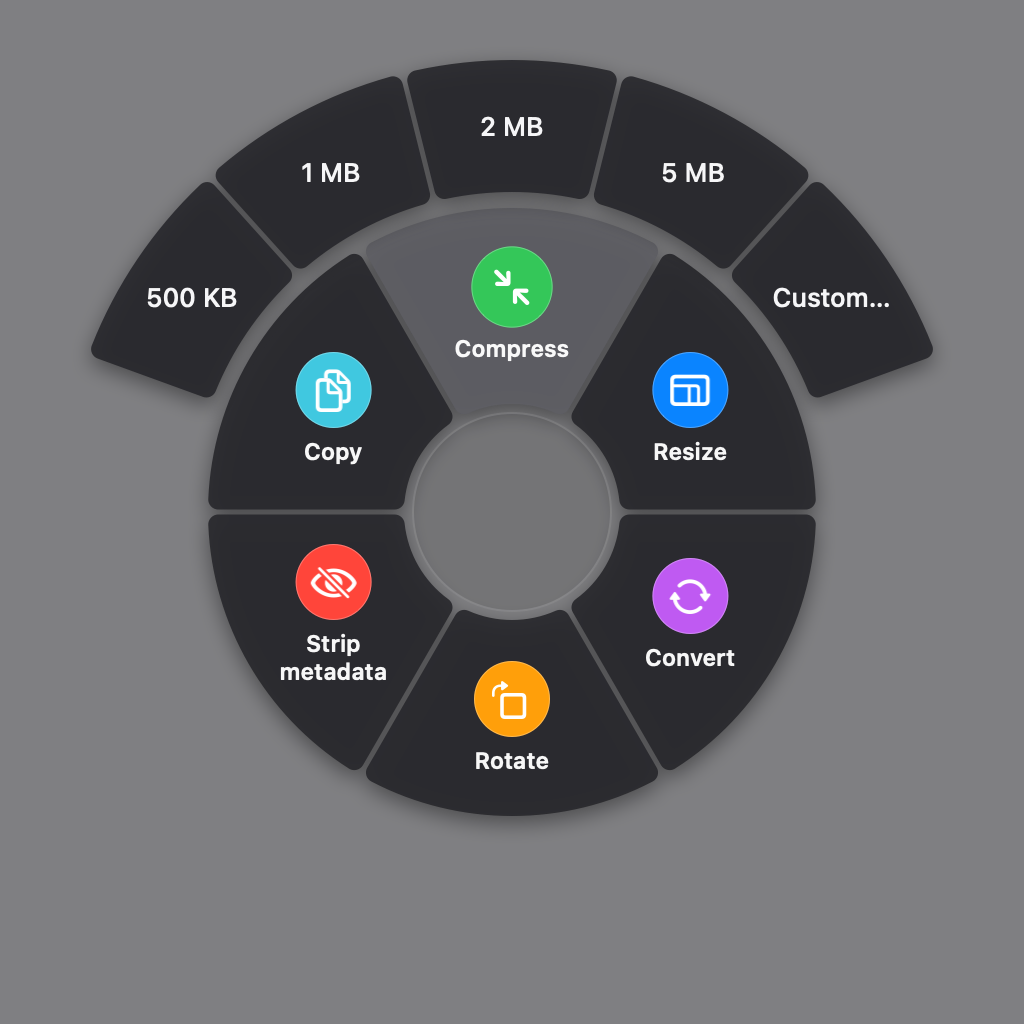 2 MB
1 MB
5 MB
500 KB
Custom...
Compress
Copy
Resize
Strip
metadata
Convert
Rotate